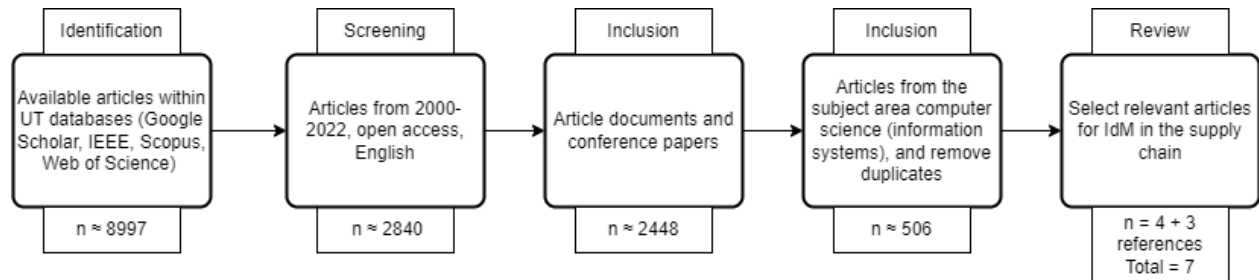 Identification
Available articles within
UT databases (Google
Scholar, IEEE, Scopus,
Web of Science)
n ≈ 8997
Screening
Articles from 2000-
2022, open access,
English
n ≈ 2840
Inclusion
Article documents and
conference papers
n ≈ 2448
Inclusion
Articles from the
subject area computer
science (information
systems), and remove
duplicates
n ≈ 506
Review
Select relevant articles
for IdM in the supply
chain
n = 4 + 3
references
Total = 7